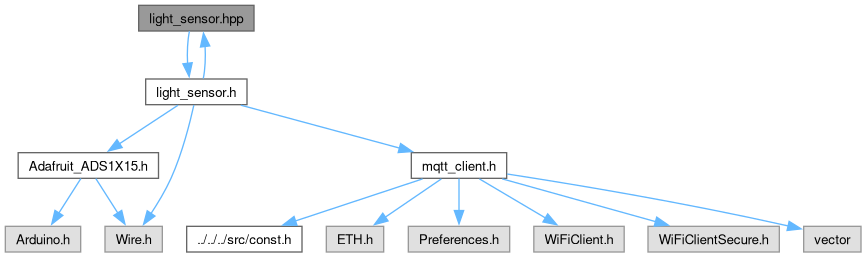 light_sensor.hpp
light_sensor.h
Adafruit_ADS1X15.h
mqtt_client.h
Arduino.h
Wire.h
../../../src/const.h
ETH.h
Preferences.h
WiFiClient.h
WiFiClientSecure.h
vector